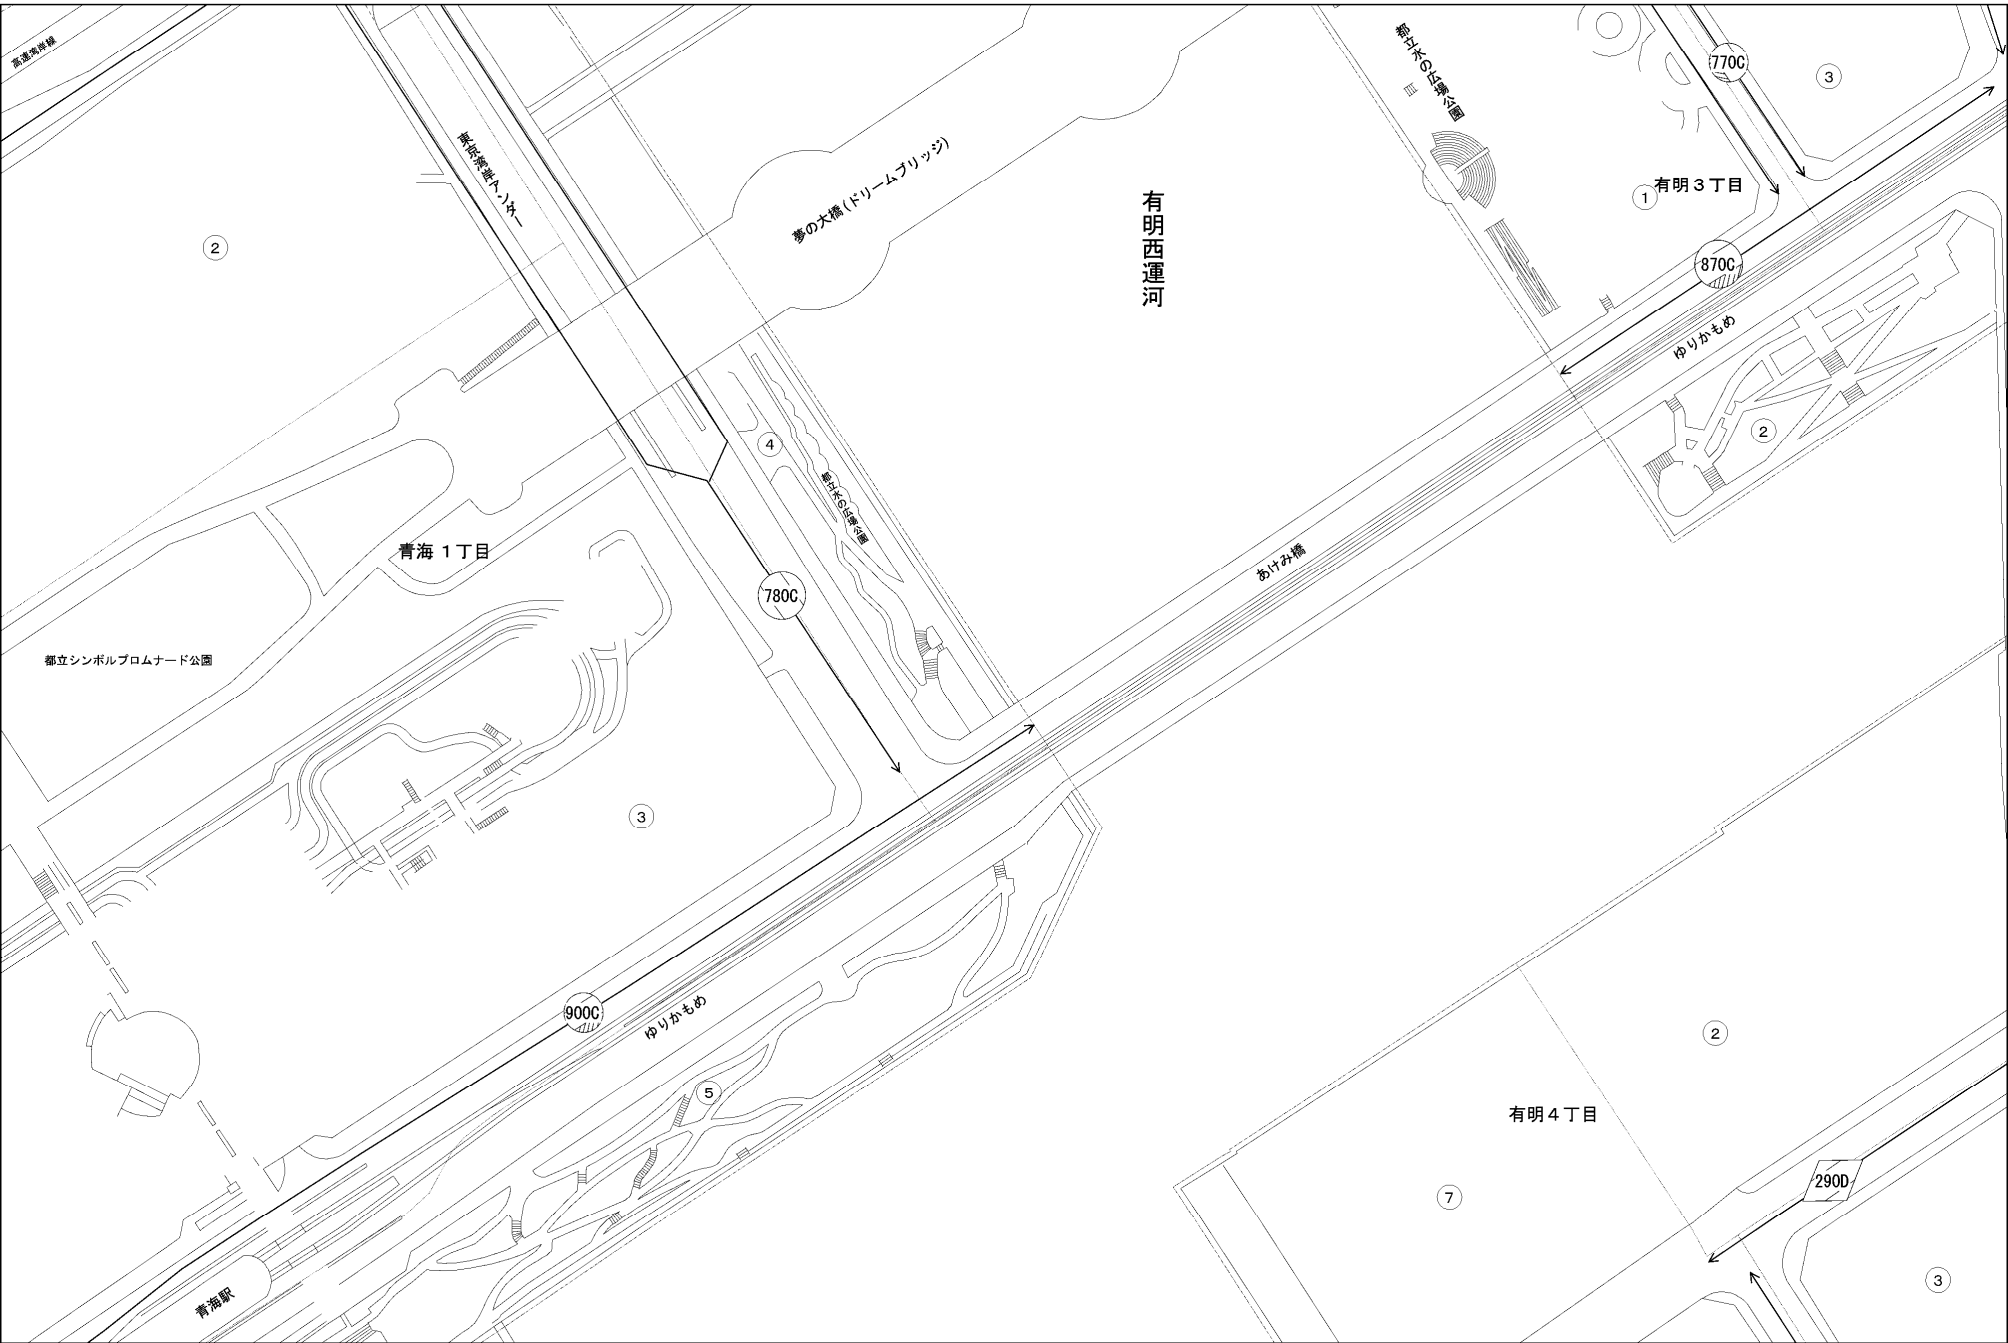 高速湾岸線
都立水の広場公園
770C
③
東京湾岸アンダー
夢の大橋(ドリームブリッジ)
有明西運河
①
有明3丁目
②
870C
ゆりかもめ
④
②
都立水の広場公園
青海1丁目
あけみ橋
780C
都立シンボルプロムナード公園
③
900C
ゆりかもめ
②
⑤
有明4丁目
290D
⑦
③
青海駅